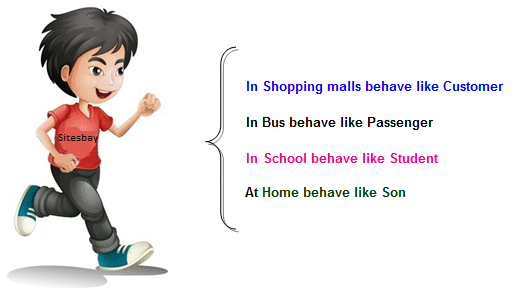 Sitesbay
In Shopping malls behave like Customer
In Bus behave like Passenger
In School behave like Student
At Home behave like Son